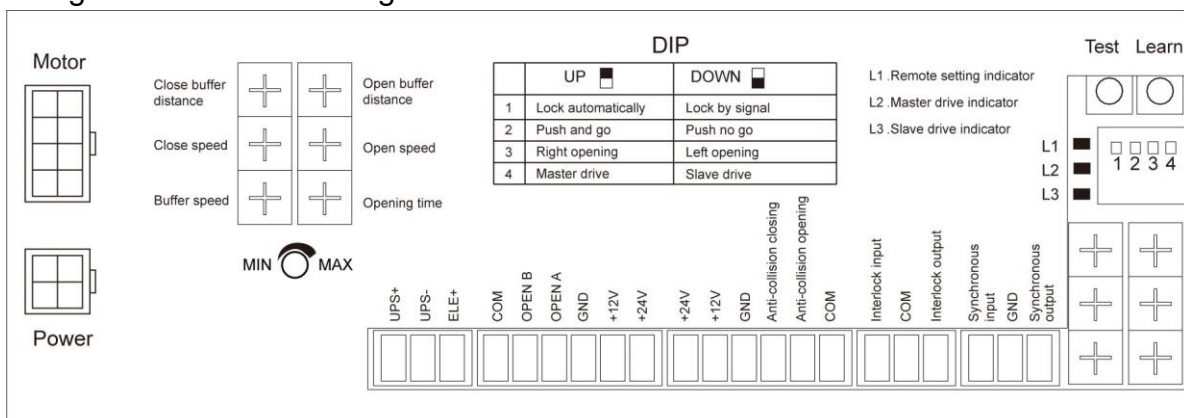 DIP
Motor
Power
Close buffer
distance
Close speed
Buffer speed
Open buffer
distance
Open speed
Opening time
MIN MAX
UP DOWN
1 Lock automatically Lock by signal
2 Push and go Push no go
3 Right opening Left opening
4 Master drive Slave drive
L1 .Remote setting indicator
L2 .Master drive indicator
L3 .Slave drive indicator
Test Learn
L1
L2
L3
1 2 3 4
UPS+
UPS-
ELE+
COM
OPEN B
OPEN A
GND
+12V
+24V
+24V
+12V
GND
Anti-collision closing
Anti-collision opening
COM
Interlock input
COM
Interlock output
Synchronous
input
GND
Synchronous
output